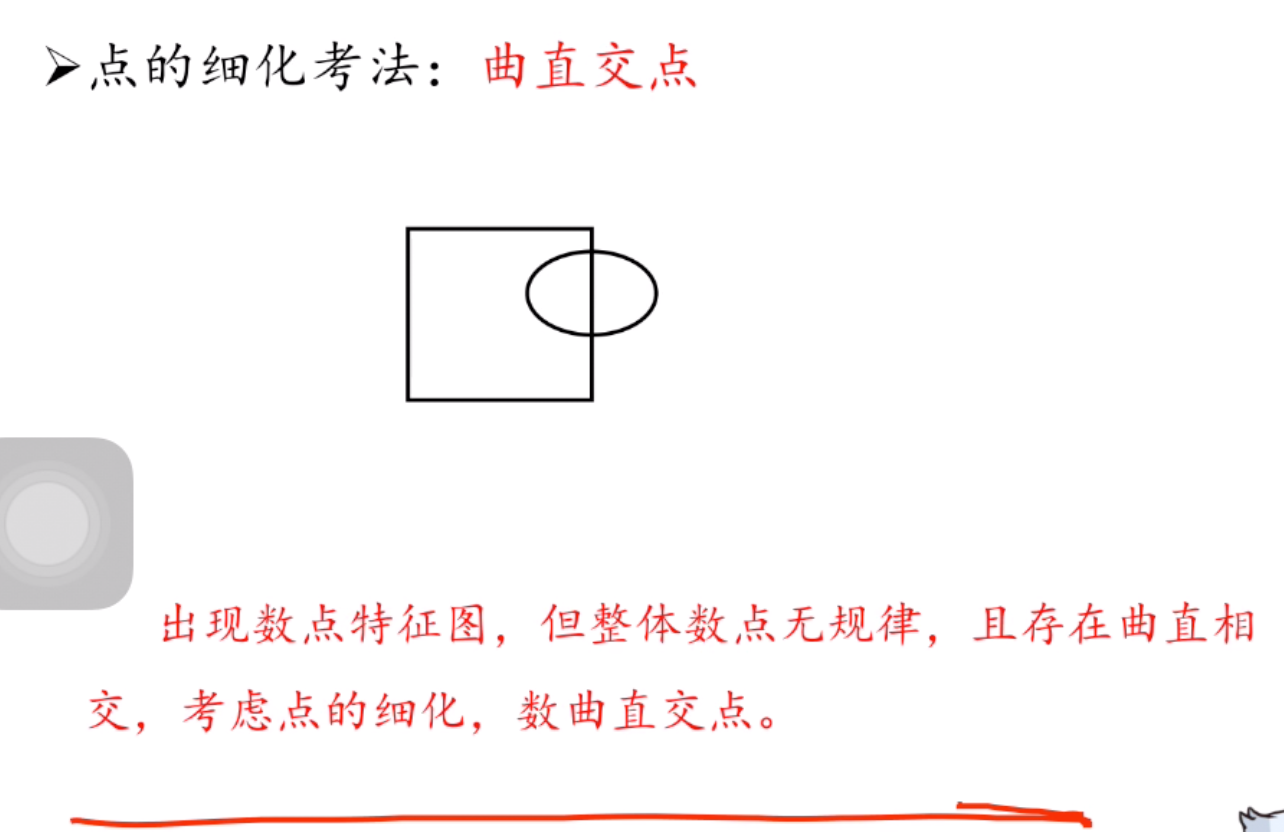 ➢点的细化考法：曲直交点
出现数点特征图，但整体数点无规律，且存在曲直相
交，考虑点的细化，数曲直交点。